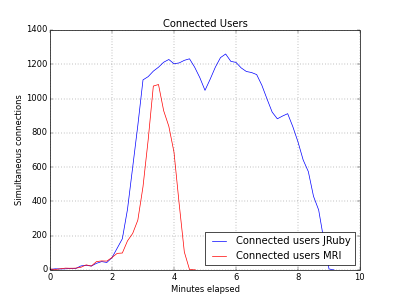 Connected Users
1400
1200
1000
800
600
400
200
0
Simultaneous connections
0
2
4
6
8
10
Minutes elapsed
Connected users JRuby
Connected users MRI